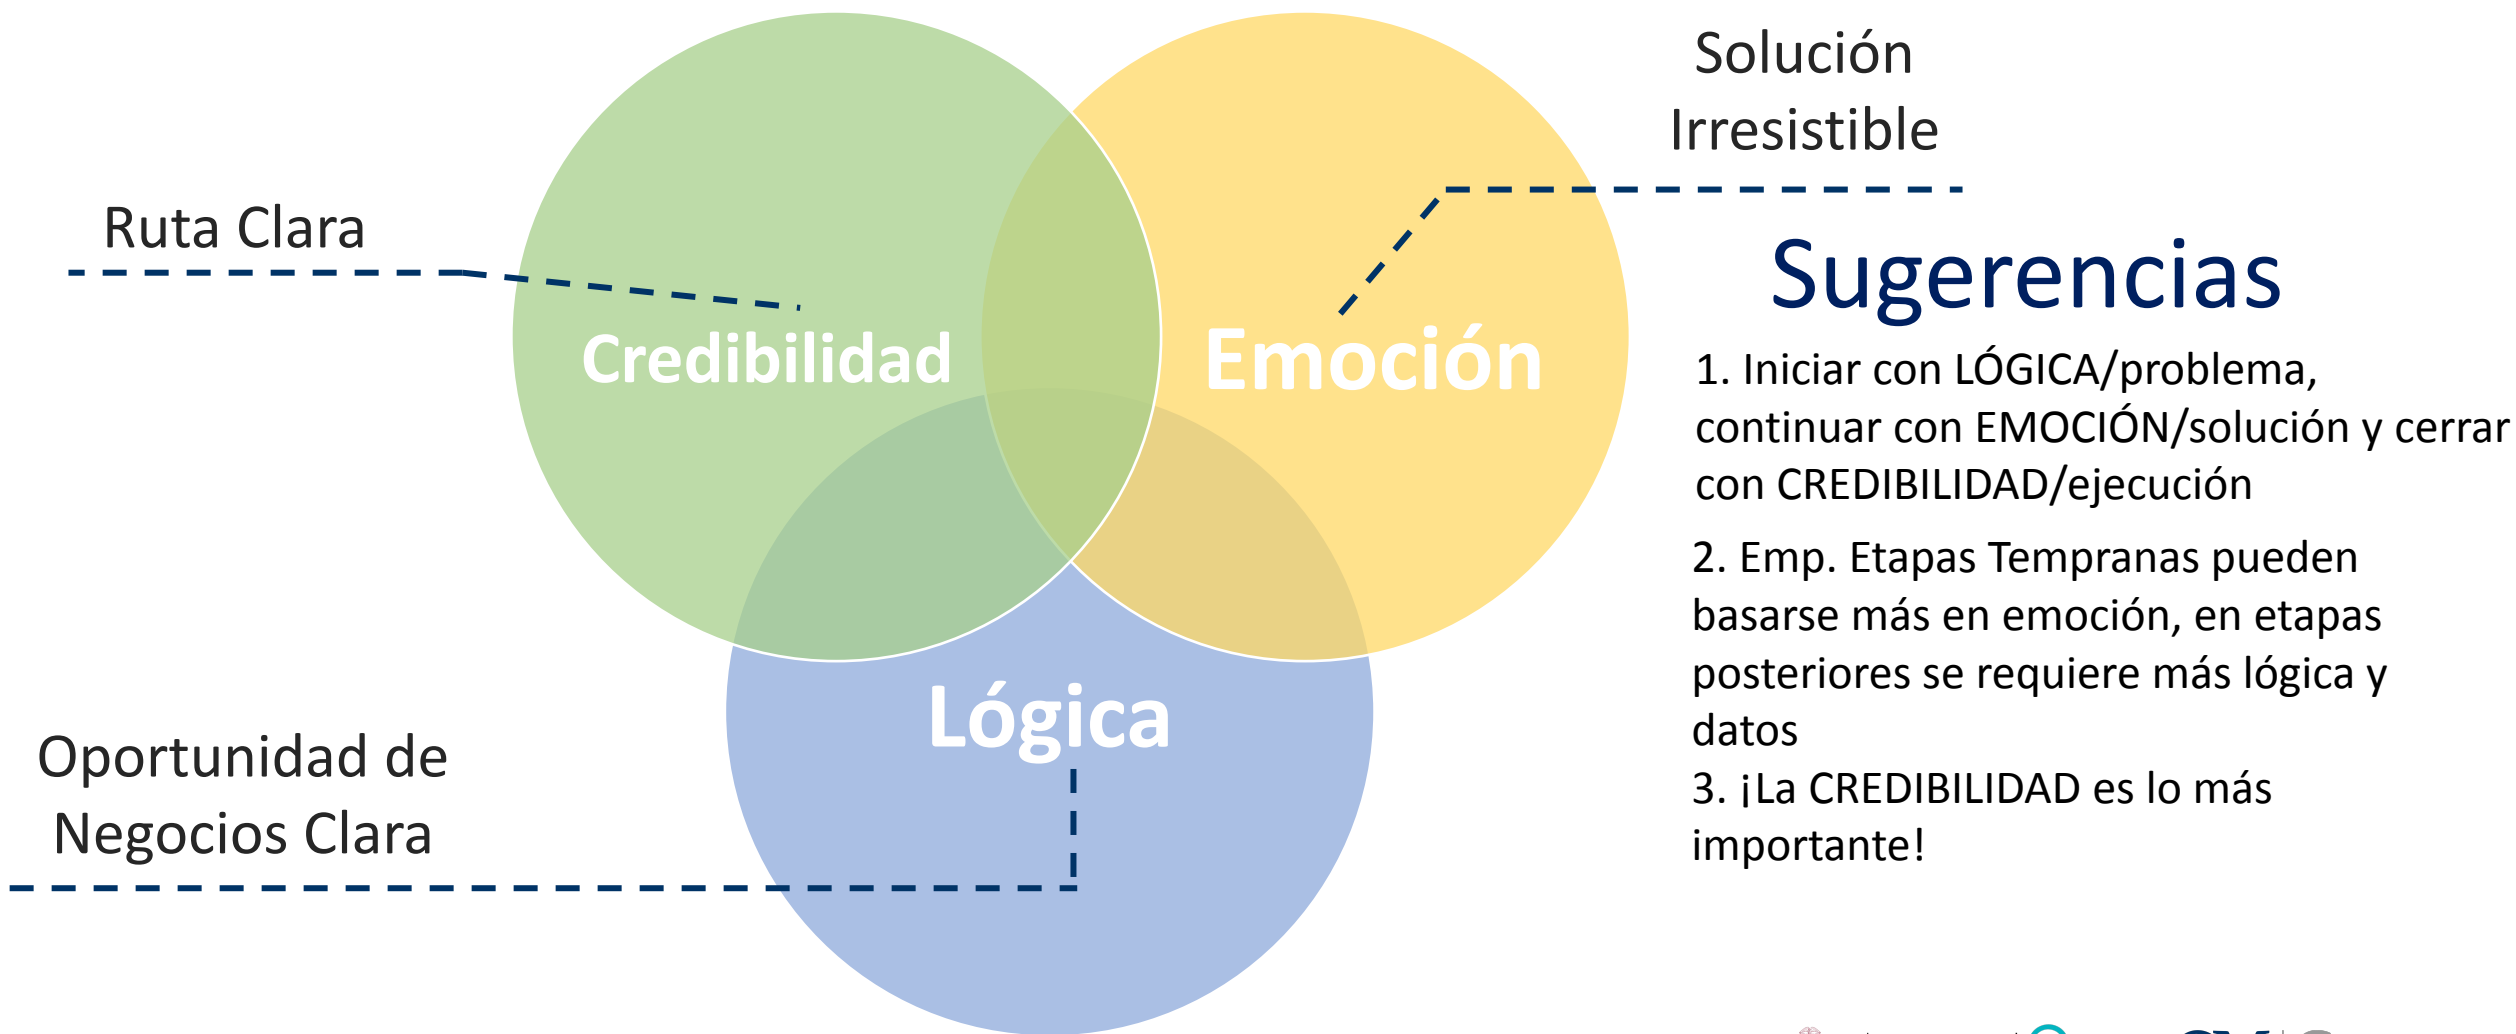 Solución
Irresistible
Ruta Clara
Credibilidad
Emoción
Lógica
Oportunidad de
Negocios Clara
Sugerencias
1. Iniciar con LÓGICA/problema,
continuar con EMOCIÓN/solución y cerrar
con CREDIBILIDAD/ejecución
2. Emp. Etapas Tempranas pueden
basarse más en emoción, en etapas
posteriores se requiere más lógica y
datos
3. ¡La CREDIBILIDAD es lo más
importante!